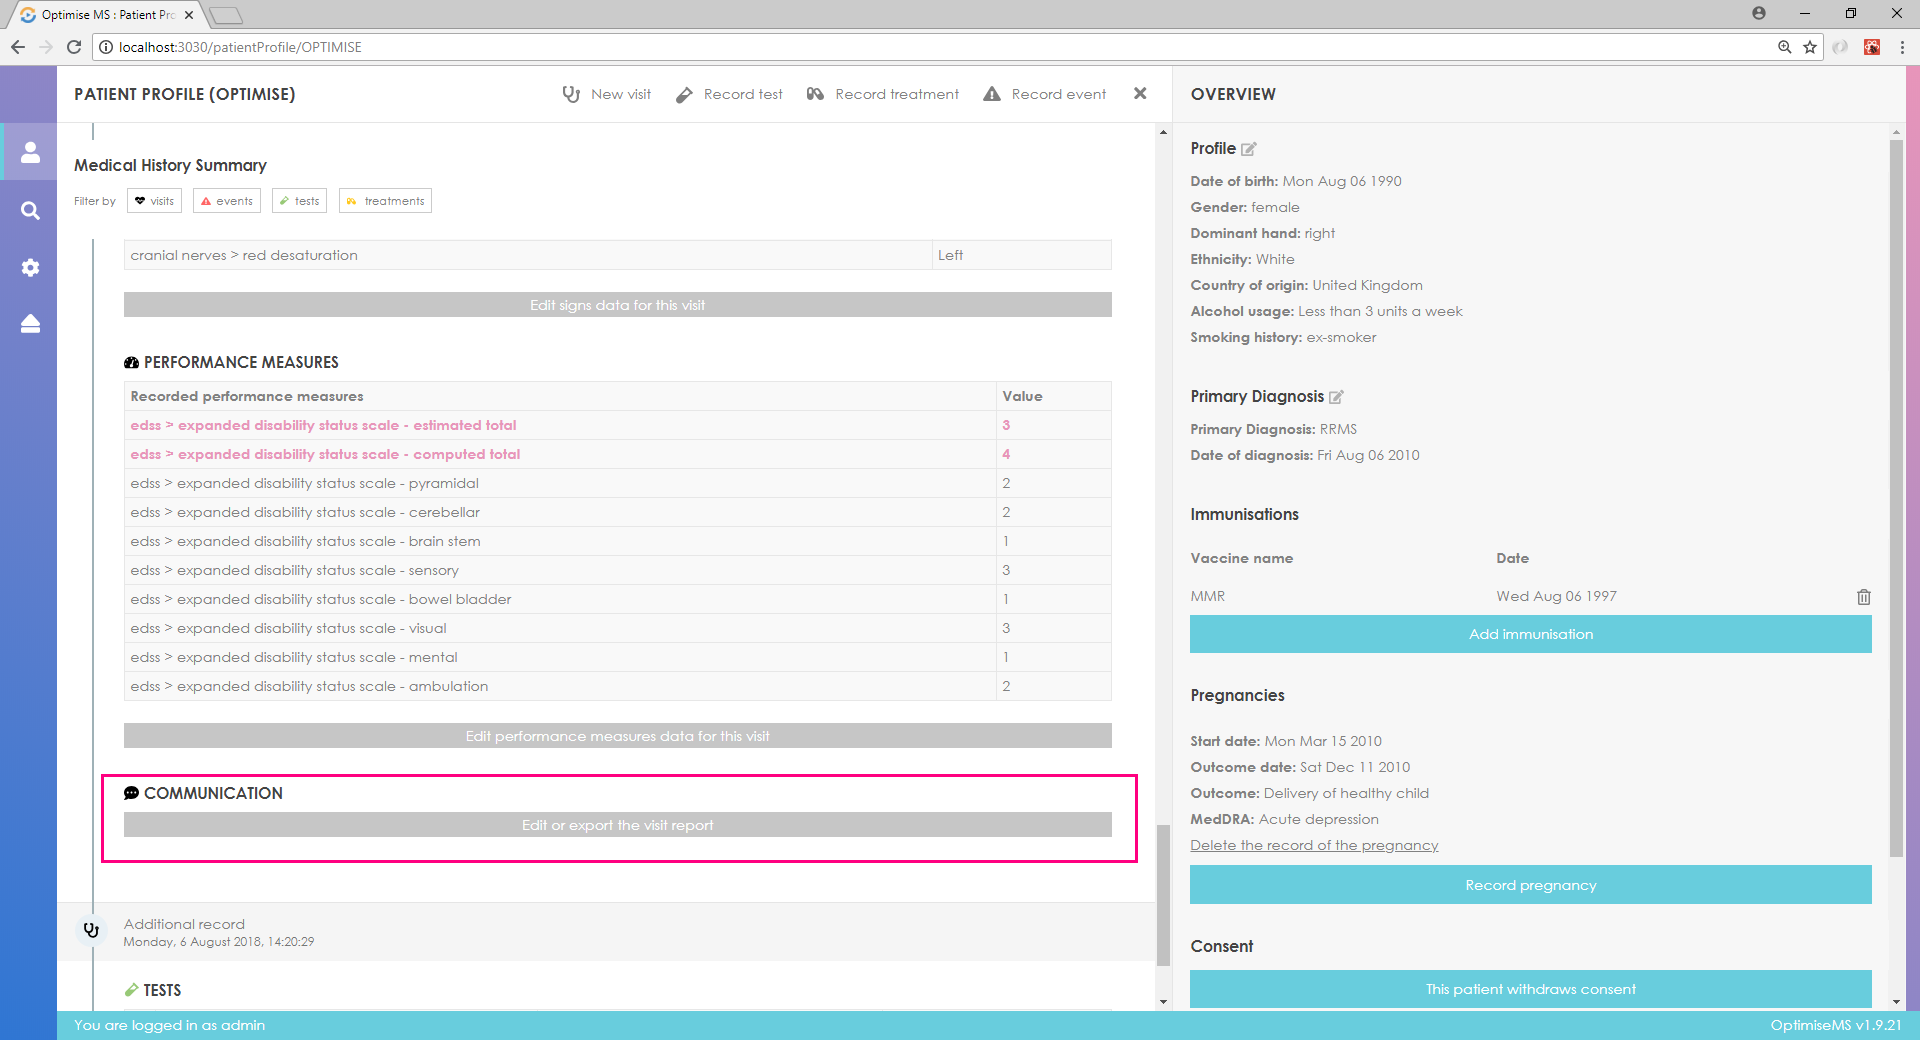 Optimise MS : Patient Pro
localhost:3030/patientProfile/OPTIMISE
PATIENT PROFILE (OPTIMISE)
New visit
Record test
Record treatment
Record event
Medical History Summary
Filter by
visits
events
tests
treatments
cranial nerves > red desaturation
Left
Edit signs data for this visit
PERFORMANCE MEASURES
Recorded performance measures
Value
edss > expanded disability status scale - estimated total
3
edss > expanded disability status scale - computed total
4
edss > expanded disability status scale - pyramidal
2
edss > expanded disability status scale - cerebellar
2
edss > expanded disability status scale - brain stem
1
edss > expanded disability status scale - sensory
3
edss > expanded disability status scale - bowel bladder
1
edss > expanded disability status scale - visual
3
edss > expanded disability status scale - mental
1
edss > expanded disability status scale - ambulation
2
Edit performance measures data for this visit
COMMUNICATION
Edit or export the visit report
Additional record
Monday, 6 August 2018, 14:20:29
TESTS
OVERVIEW
Profile
Date of birth: Mon Aug 06 1990
Gender: female
Dominant hand: right
Ethnicity: White
Country of origin: United Kingdom
Alcohol usage: Less than 3 units a week
Smoking history: ex-smoker
Primary Diagnosis
Primary Diagnosis: RRMS
Date of diagnosis: Fri Aug 06 2010
Immunisations
Vaccine name
Date
MMR
Wed Aug 06 1997
Add immunisation
Pregnancies
Start date: Mon Mar 15 2010
Outcome date: Sat Dec 11 2010
Outcome: Delivery of healthy child
MedDRA: Acute depression
Delete the record of the pregnancy
Record pregnancy
Consent
This patient withdraws consent
You are logged in as admin
OptimiseMS v1.9.21